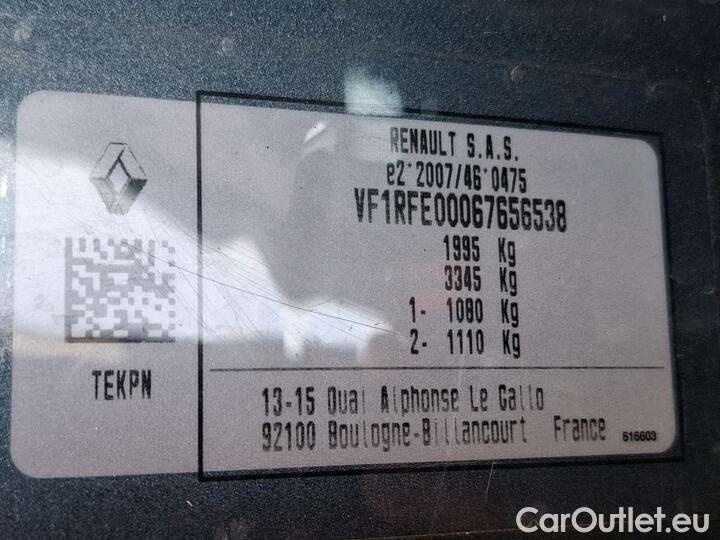 RENAULT S.A.S.
e2*2007/46*0475
VF1RFE00067656538
1995 Kg
3345 Kg
1- 1080 Kg
2- 1110 Kg
TEKPN
13-15 Quai Alphonse Le Gallo
92100 Boulogne-Billancourt France
616603
CarOutlet.eu